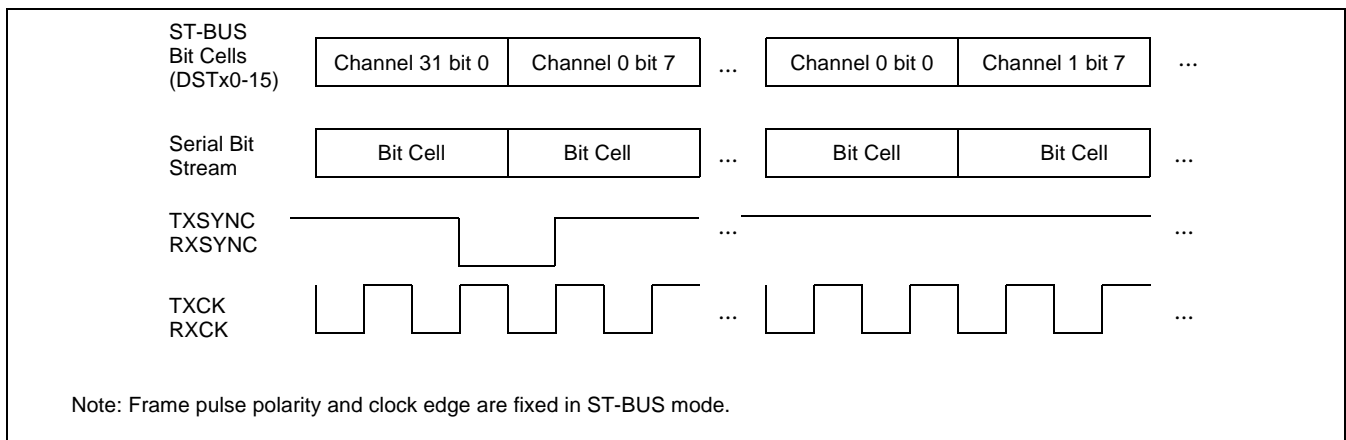 ST-BUS
Bit Cells
(DSTx0-15)
Channel 31 bit 0
Channel 0 bit 7
...
Channel 0 bit 0
Channel 1 bit 7
...
Serial Bit
Stream
Bit Cell
Bit Cell
...
Bit Cell
Bit Cell
...
TXSYNC
RXSYNC
...
...
TXCK
RXCK
...
...
Note: Frame pulse polarity and clock edge are fixed in ST-BUS mode.